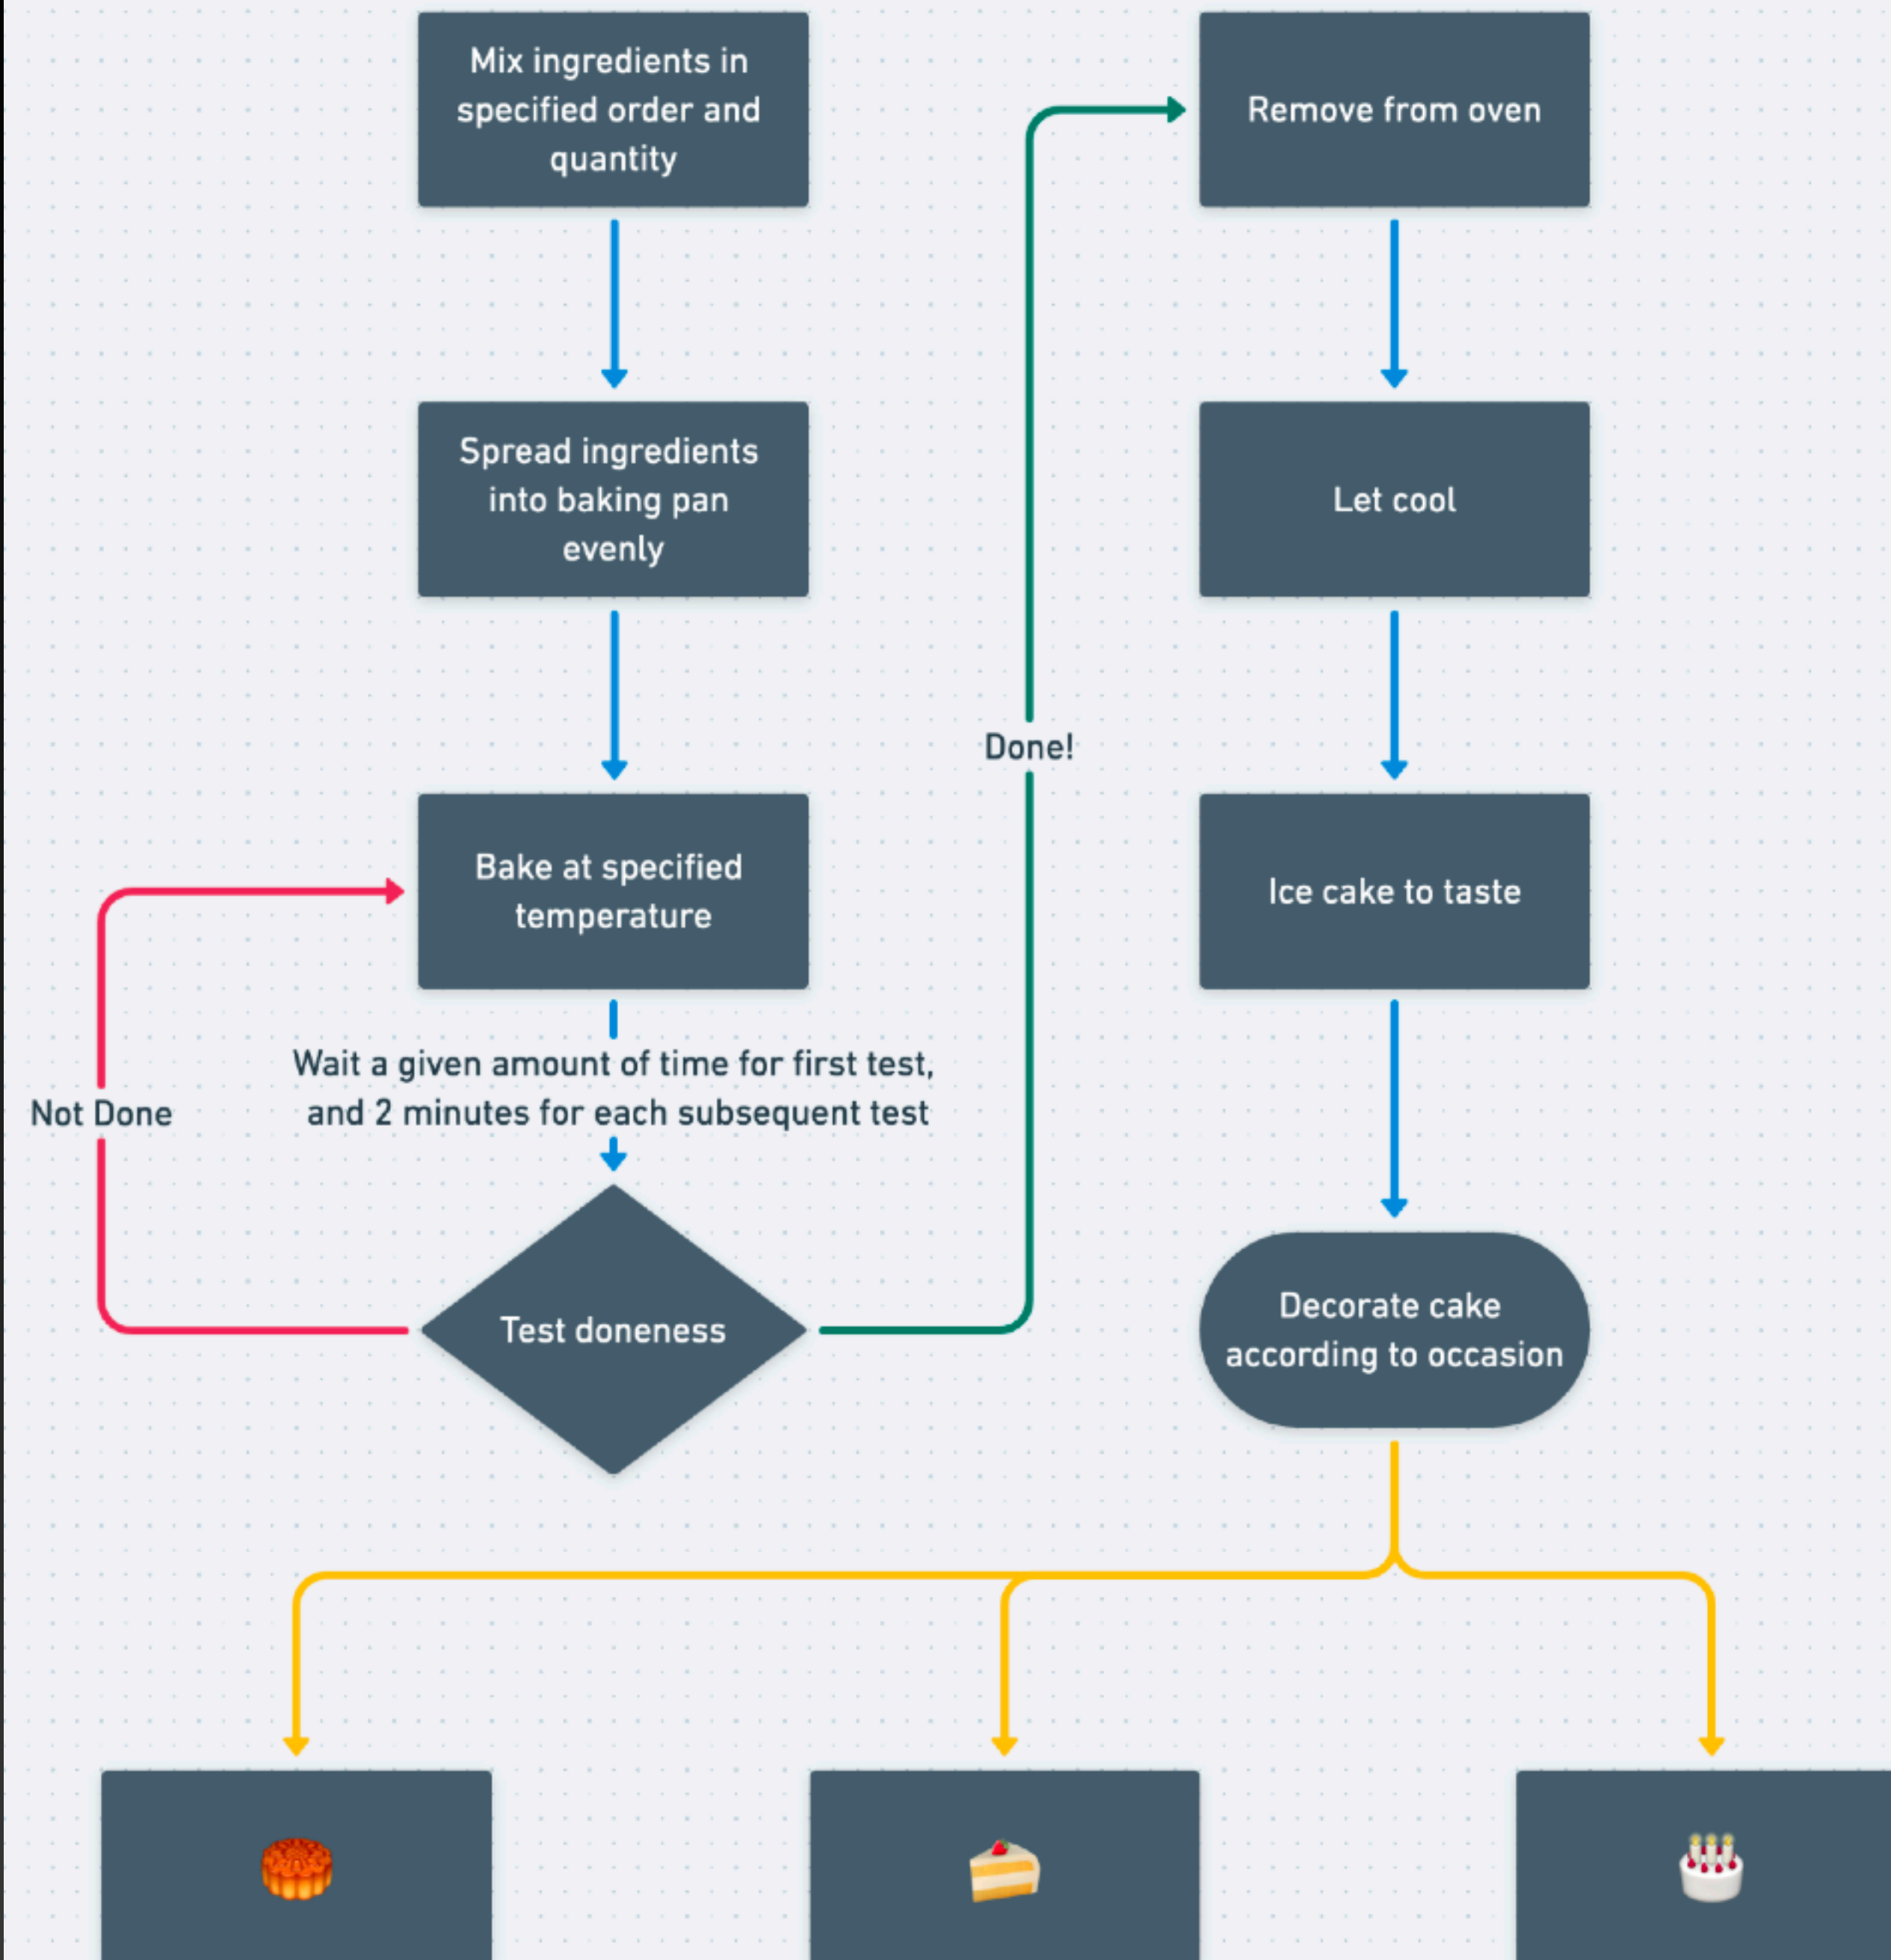 Mix ingredients in
specified order and
quantity
Spread ingredients
into baking pan
evenly
Bake at specified
temperature
Wait a given amount of time for first test,
and 2 minutes for each subsequent test
Not Done
Test doneness
Done!
Remove from oven
Let cool
Ice cake to taste
Decorate cake
according to occasion